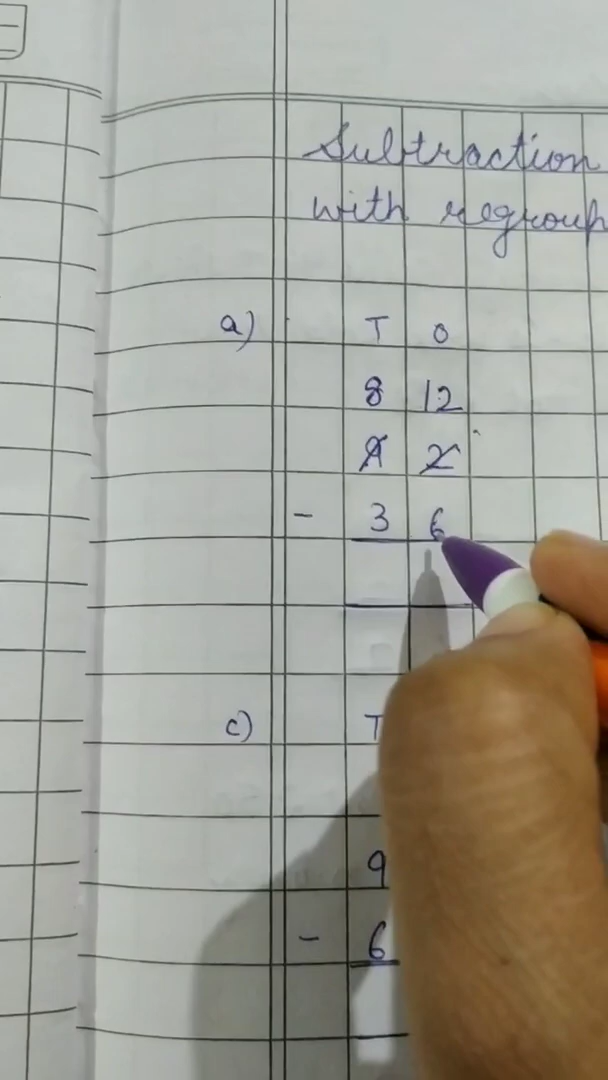 Subtraction
with regroup
a) T O
8 12
9 2
- 3 6
c) T
9
- 6